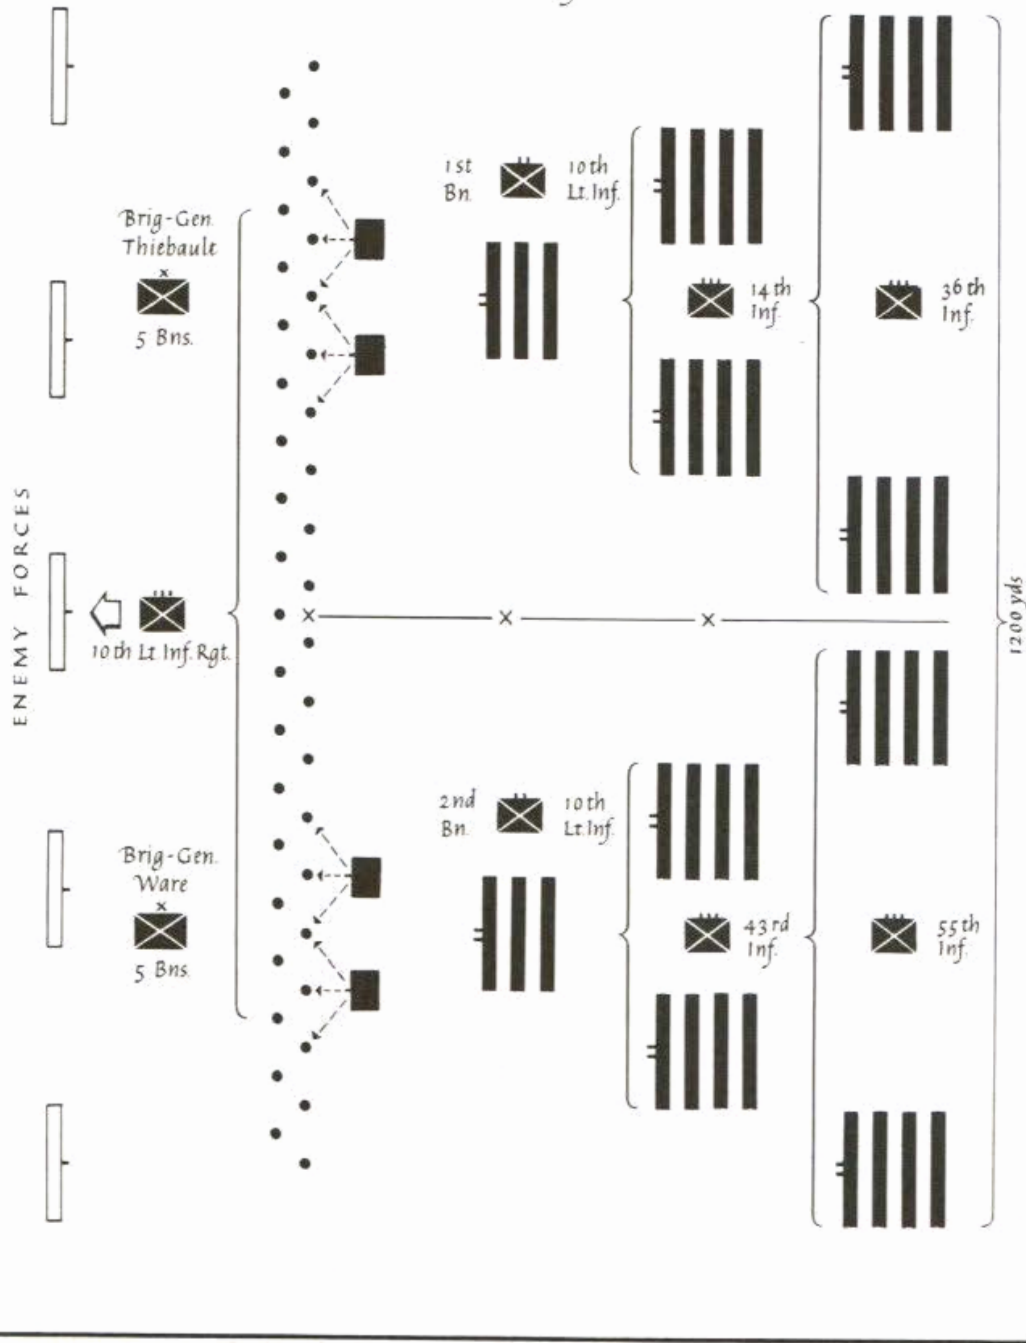 1st
Bn.
10th
Lt. Inf.
Brig-Gen.
Thiebault
5 Bns.
14th
Inf.
36th
Inf.
ENEMY FORCES
10th Lt Inf. Rgt.
1200 yds
2nd
Bn.
10th
Lt. Inf.
Brig-Gen.
Ware
5 Bns.
43rd
Inf.
55th
Inf.